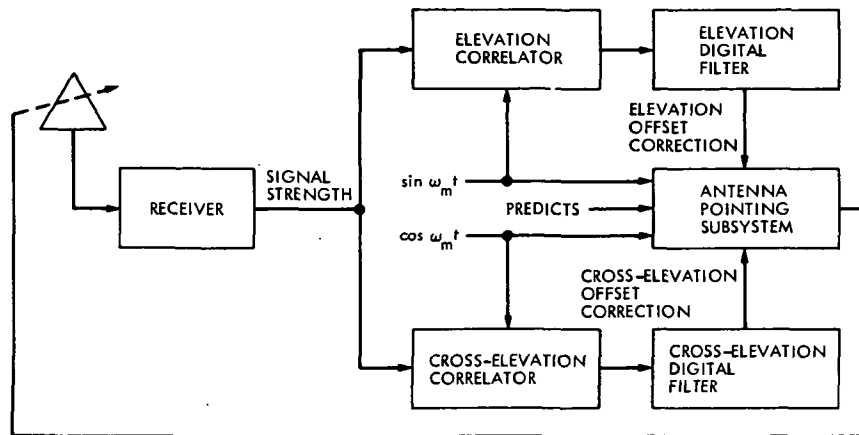 ELEVATION
CORRELATOR
ELEVATION
DIGITAL
FILTER
ELEVATION
OFFSET
CORRECTION
SIGNAL
STRENGTH
RECEIVER
sin ω_m t
PREDICTS
cos ω_m t
ANTENNA
POINTING
SUBSYSTEM
CROSS-ELEVATION
OFFSET
CORRECTION
CROSS-ELEVATION
CORRELATOR
CROSS-ELEVATION
DIGITAL
FILTER